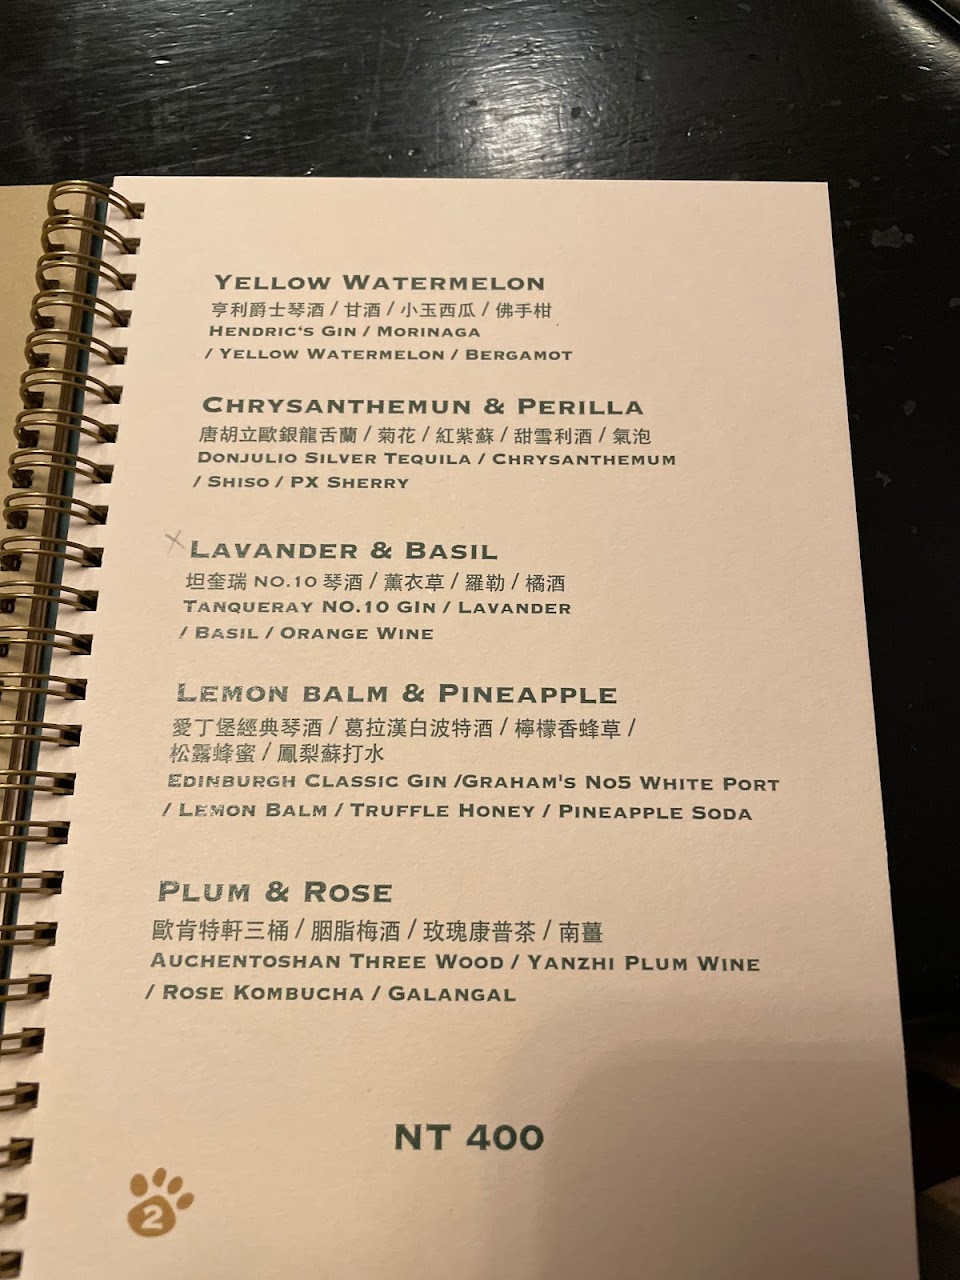 YELLOW WATERMELON
亨利爵士琴酒 / 甘酒 / 小玉西瓜 / 佛手柑
HENDRIC'S GIN / MORINAGA
/ YELLOW WATERMELON / BERGAMOT
CHRYSANTHEMUN & PERILLA
唐胡立歐銀龍舌蘭 / 菊花 / 紅紫蘇 / 甜雪利酒 / 氣泡
DONJULIO SILVER TEQUILA / CHRYSANTHEMUM
/ SHISO / PX SHERRY
× LAVANDER & BASIL
坦奎瑞 NO.10 琴酒 / 薰衣草 / 羅勒 / 橘酒
TANQUERAY NO.10 GIN / LAVANDER
/ BASIL / ORANGE WINE
LEMON BALM & PINEAPPLE
愛丁堡經典琴酒 / 葛拉漢白波特酒 / 檸檬香蜂草 /
松露蜂蜜 / 鳳梨蘇打水
EDINBURGH CLASSIC GIN /GRAHAM'S NO5 WHITE PORT
/ LEMON BALM / TRUFFLE HONEY / PINEAPPLE SODA
PLUM & ROSE
歐肯特軒三桶 / 胭脂梅酒 / 玫瑰康普茶 / 南薑
AUCHENTOSHAN THREE WOOD / YANZHI PLUM WINE
/ ROSE KOMBUCHA / GALANGAL
NT 400
2